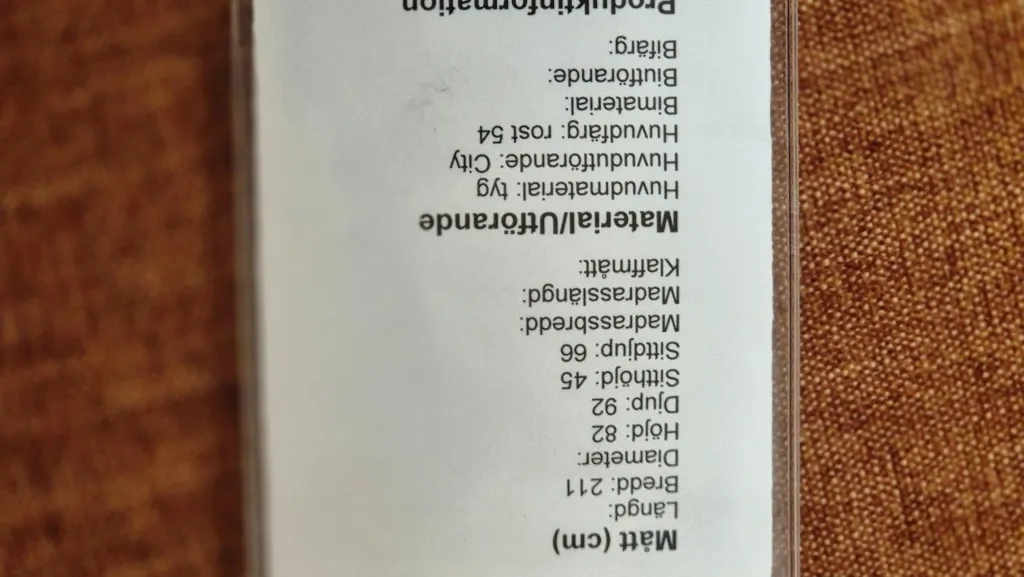 Mått (cm)
Längd:
Bredd: 211
Diameter:
Höjd: 82
Djup: 92
Sitthöjd: 45
Sittdjup: 66
Madrassbredd:
Madrasslängd:
Klaffmått:
Material/Utförande
Huvudmaterial: tyg
Huvudutförande: City
Huvudfärg: rost 54
Bimaterial:
Biutförande:
Bifärg:
Produktinformation